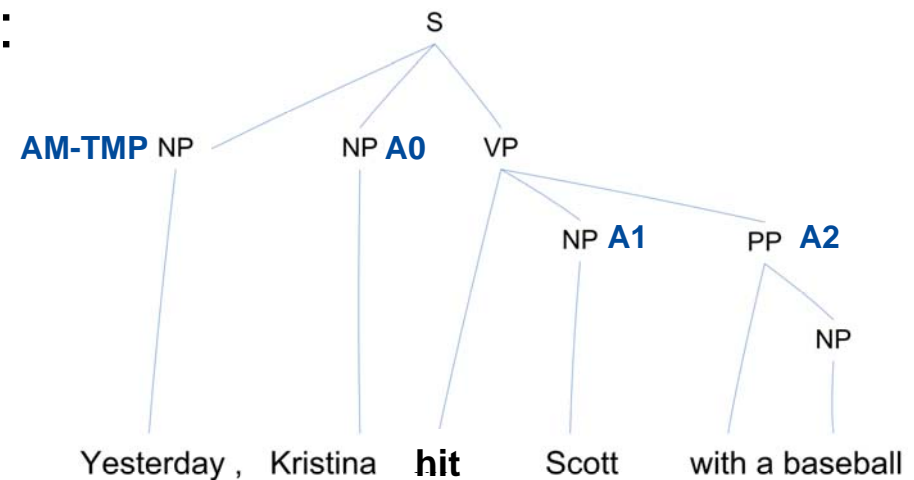 :
S
AM-TMP NP NP A0 VP
NP A1 PP A2
NP
Yesterday , Kristina hit Scott with a baseball